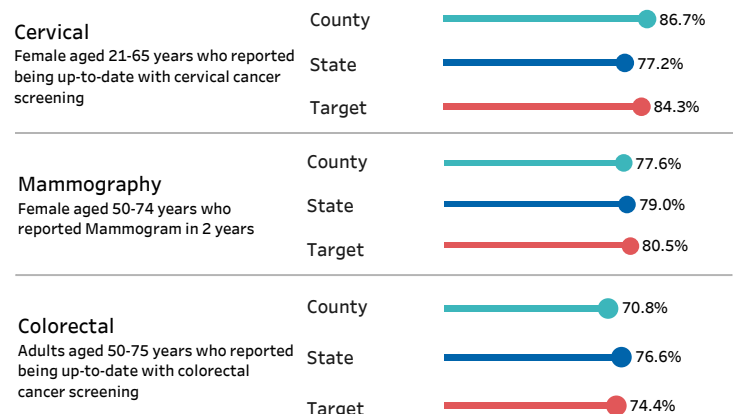 Cervical
Female aged 21-65 years who reported
being up-to-date with cervical cancer
screening
County
86.7%
State
77.2%
Target
84.3%
Mammography
Female aged 50-74 years who
reported Mammogram in 2 years
County
77.6%
State
79.0%
Target
80.5%
Colorectal
Adults aged 50-75 years who reported
being up-to-date with colorectal
cancer screening
County
70.8%
State
76.6%
Target
74.4%